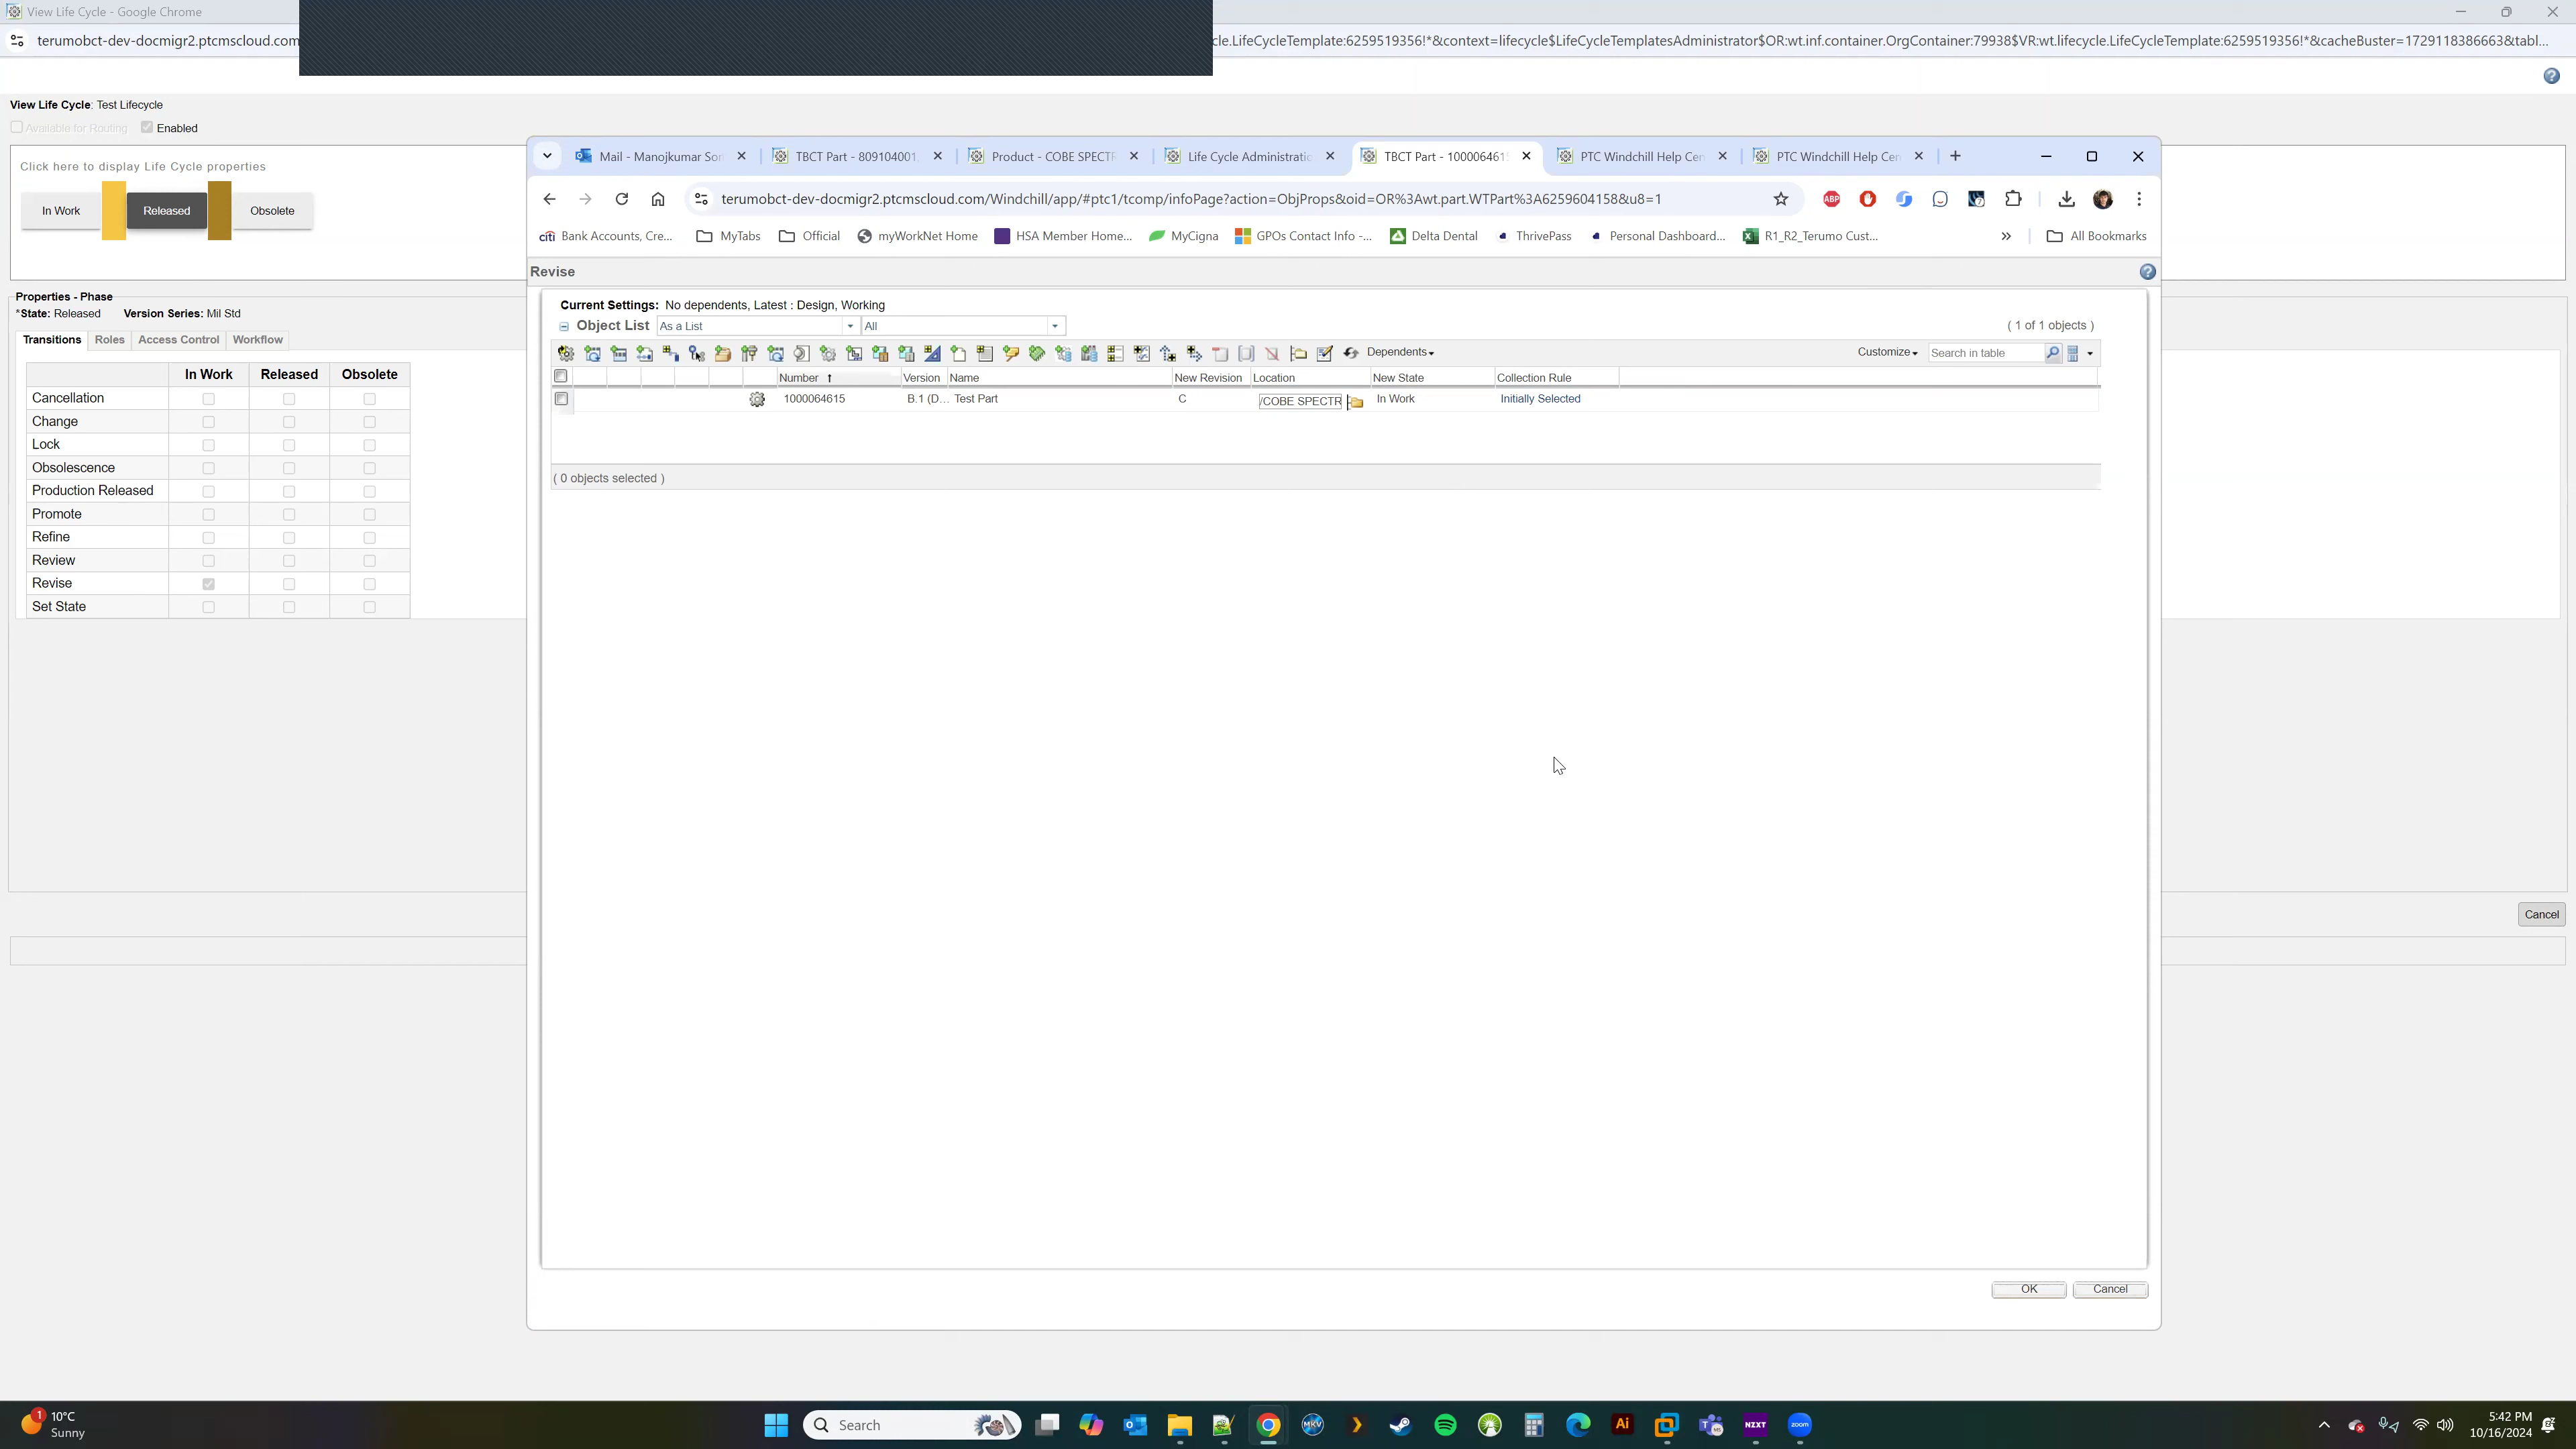 View Life Cycle - Google Chrome
terumobct-dev-docmigr2.ptcmscloud.com
cle.LifeCycleTemplate:6259519356!*&context=lifecycle$LifeCycleTemplatesAdministrator$OR:wt.inf.container.OrgContainer:79938$VR:wt.lifecycle.LifeCycleTemplate:6259519356!*&cacheBuster=1729118386663&tabl...
View Life Cycle: Test Lifecycle
Available for Routing Enabled
Click here to display Life Cycle properties
In Work Released Obsolete
Properties - Phase
*State: Released Version Series: Mil Std
Transitions Roles Access Control Workflow
In Work Released Obsolete
Cancellation
Change
Lock
Obsolescence
Production Released
Promote
Refine
Review
Revise
Set State
Cancel
Mail - Manojkumar Son TBCT Part - 809104001, Product - COBE SPECTR Life Cycle Administratic TBCT Part - 100006461 PTC Windchill Help Cen PTC Windchill Help Cen
terumobct-dev-docmigr2.ptcmscloud.com/Windchill/app/#ptc1/tcomp/infoPage?action=ObjProps&oid=OR%3Awt.part.WTPart%3A6259604158&u8=1
ABP
citi Bank Accounts, Cre... MyTabs Official myWorkNet Home HSA Member Home... MyCigna GPOs Contact Info -... Delta Dental ThrivePass Personal Dashboard... R1_R2_Terumo Cust... » All Bookmarks
Revise
Current Settings: No dependents, Latest : Design, Working
Object List As a List All ( 1 of 1 objects )
Dependents Customize Search in table
Number Version Name New Revision Location New State Collection Rule
1000064615 B.1 (D... Test Part C /COBE SPECTR In Work Initially Selected
( 0 objects selected )
OK Cancel
1 10°C
Sunny
Search
MKV
Ai
NZXT
zoom
5:42 PM
10/16/2024